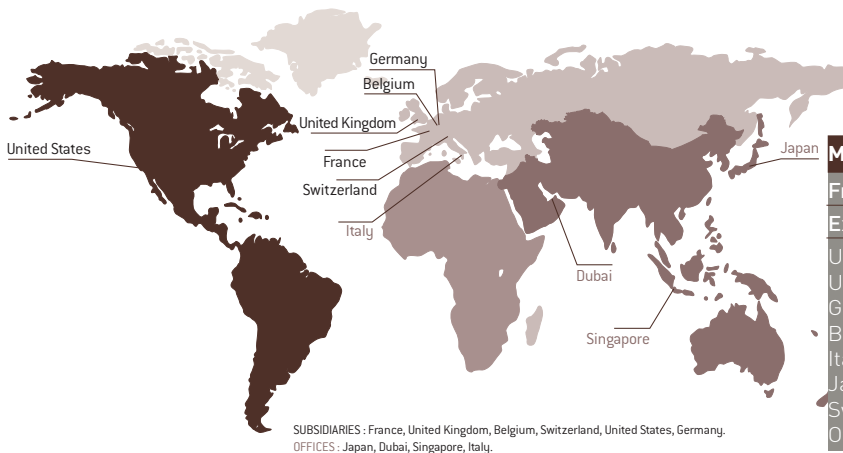 Germany
Belgium
United Kingdom
United States
Japan
France
Switzerland
Italy
Dubai
Singapore
SUBSIDIARIES : France, United Kingdom, Belgium, Switzerland, United States, Germany.
OFFICES : Japan, Dubai, Singapore, Italy.